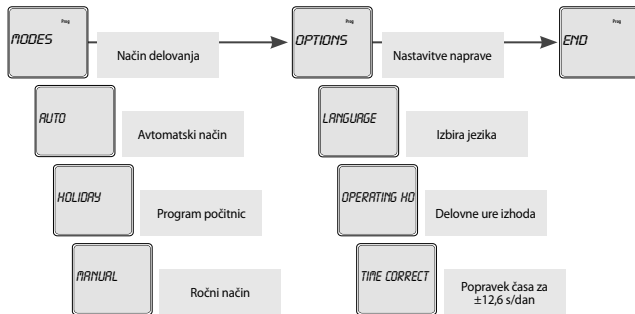 Prog
MODES
Način delovanja
Prog
OPTIONS
Nastavitve naprave
Prog
END
AUTO
Avtomatski način
LANGUAGE
Izbira jezika
HOLIDAY
Program počitnic
OPERATING HO
Delovne ure izhoda
MANUAL
Ročni način
TIME CORRECT
Popravek časa za
±12,6 s/dan